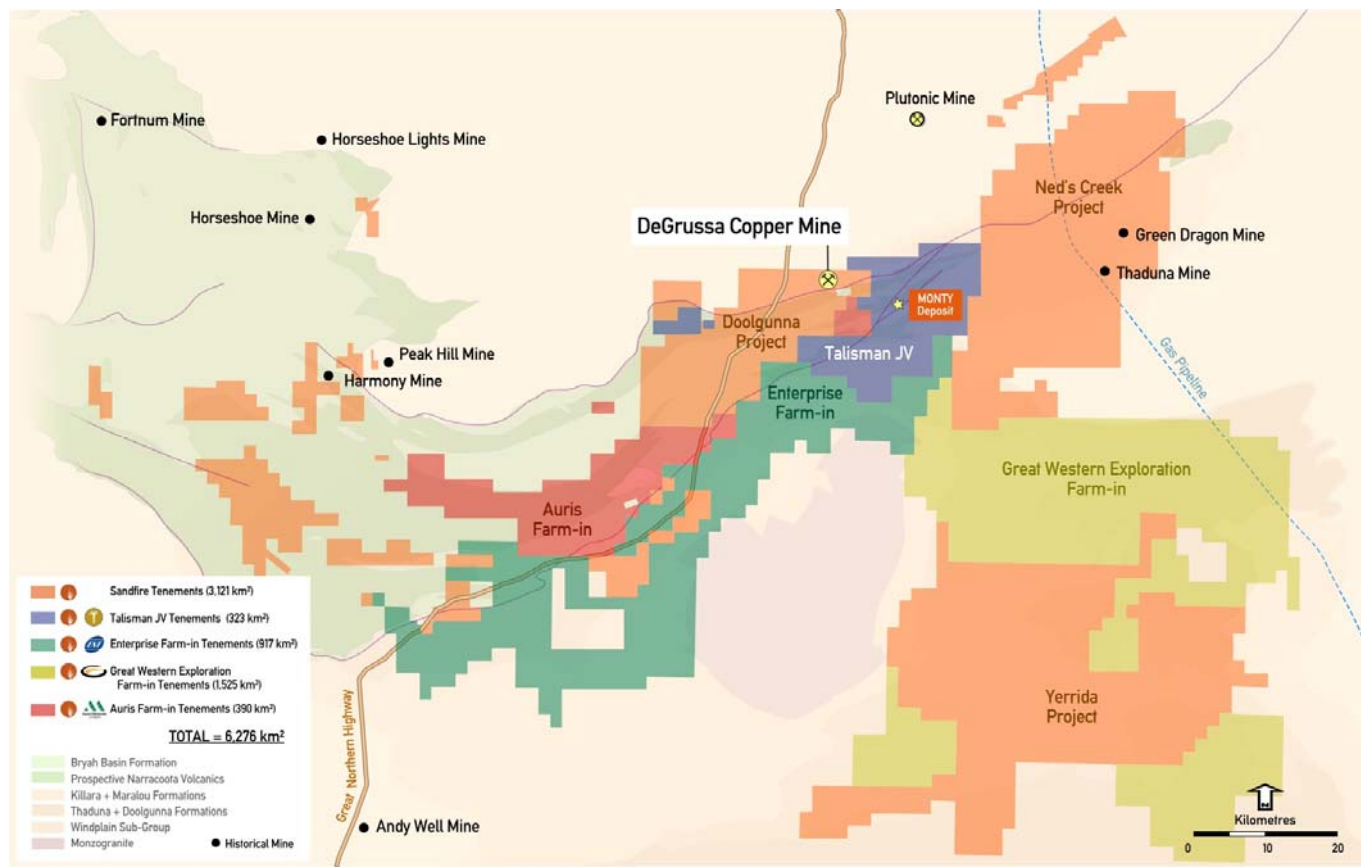 Fortnum Mine
Horseshoe Lights Mine
Plutonic Mine
Horseshoe Mine
Ned's Creek
Project
DeGrussa Copper Mine
Green Dragon Mine
Thaduna Mine
MONTY
Deposit
Doolgunna
Project
Talisman JV
Peak Hill Mine
Harmony Mine
Gas Pipeline
Enterprise
Farm-in
Great Western Exploration
Farm-in
Auris
Farm-in
Sandfire Tenements (3,121 km²)
Talisman JV Tenements (323 km²)
Enterprise Farm-in Tenements (917 km²)
Great Western Exploration
Farm-in Tenements (1,525 km²)
Auris Farm-in Tenements (390 km²)
TOTAL = 6,276 km²
Bryah Basin Formation
Prospective Narracoota Volcanics
Killara + Maralou Formations
Thaduna + Doolgunna Formations
Windplain Sub-Group
Monzogranite
Historical Mine
Great Northern Highway
Andy Well Mine
Yerrida
Project
N
Kilometres
0 10 20